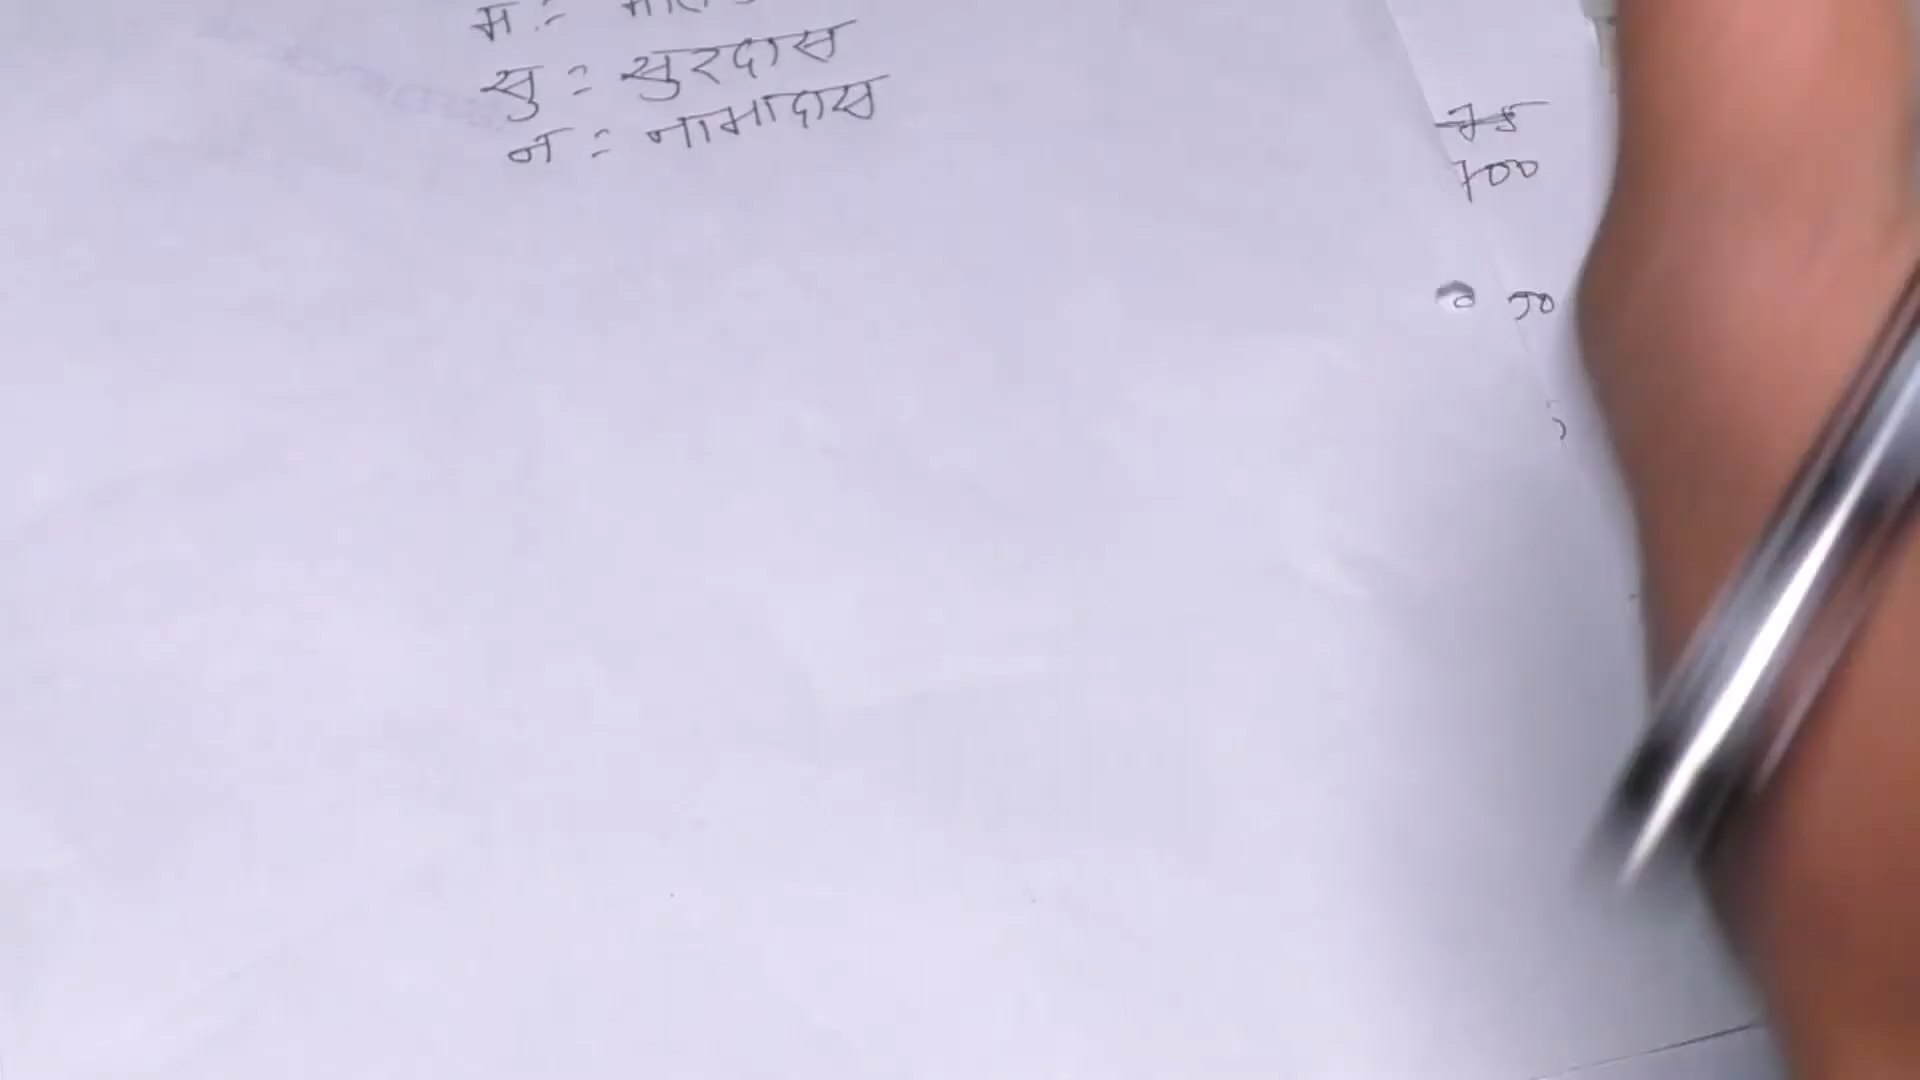 म :-
सु :- सुरदास
न :- नाभादास
75
100
50